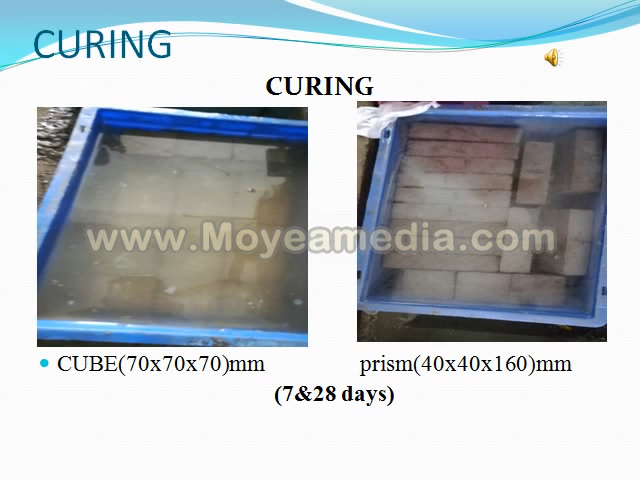 CURING
CURING
www.Moyeamedia.com
CUBE(70x70x70)mm prism(40x40x160)mm
(7&28 days)